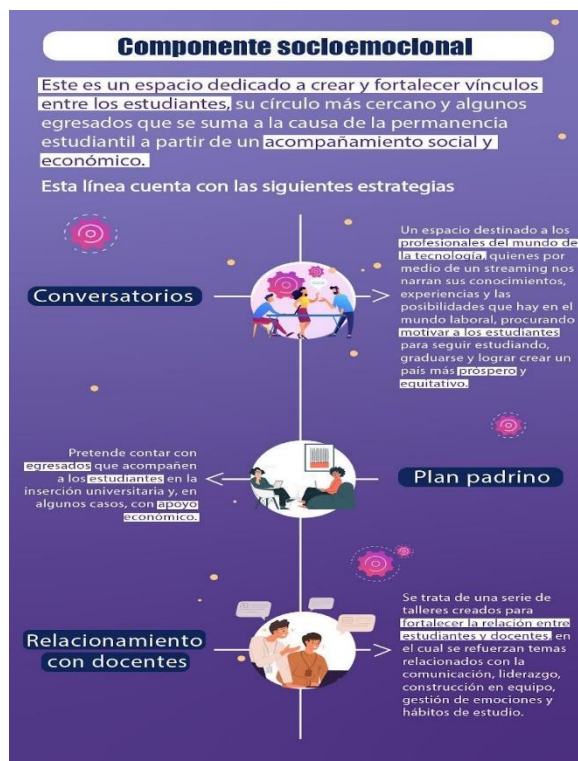 Componente socioemocional
Este es un espacio dedicado a crear y fortalecer vínculos
entre los estudiantes, su círculo más cercano y algunos
egresados que se suma a la causa de la permanencia
estudiantil a partir de un acompañamiento social y
económico.
Esta línea cuenta con las siguientes estrategias
Conversatorios
Un espacio destinado a los
profesionales del mundo de
la tecnología, quienes por
medio de un streaming nos
narran sus conocimientos,
experiencias y las
posibilidades que hay en el
mundo laboral, procurando
motivar a los estudiantes
para seguir estudiando,
graduarse y lograr crear un
país más próspero y
equitativo.
Pretende contar con
egresados que acompañen
a los estudiantes en la
inserción universitaria y, en
algunos casos, con apoyo
económico.
Plan padrino
Relacionamiento
con docentes
Se trata de una serie de
talleres creados para
fortalecer la relación entre
estudiantes y docentes, en
el cual se refuerzan temas
relacionados con la
comunicación, liderazgo,
construcción en equipo,
gestión de emociones y
hábitos de estudio.